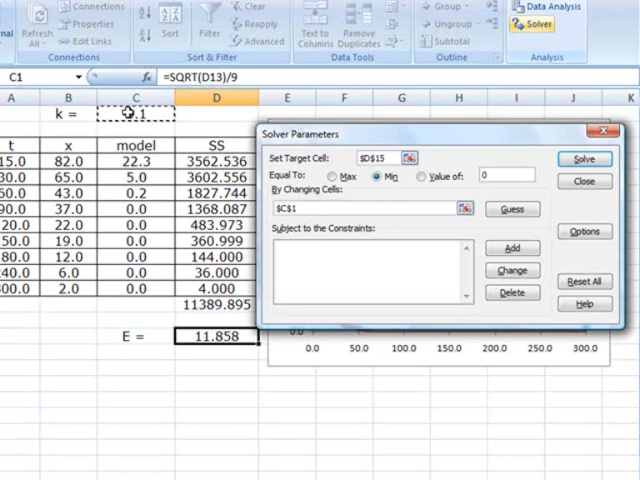 Connections Clear Group Data Analysis
Properties Reapply Ungroup Solver
Refresh All Edit Links Sort Filter Advanced Text to Columns Remove Duplicates Subtotal
Connections Sort & Filter Data Tools Outline Analysis
C1 fx =SQRT(D13)/9
A B C D E F G H I J K
k = .1
t x model SS
15.0 82.0 22.3 3562.536
30.0 65.0 5.0 3602.556
60.0 43.0 0.2 1827.744
90.0 37.0 0.0 1368.087
20.0 22.0 0.0 483.973
50.0 19.0 0.0 360.999
80.0 12.0 0.0 144.000
240.0 6.0 0.0 36.000
300.0 2.0 0.0 4.000
11389.895
E = 11.858
Solver Parameters
Set Target Cell: $D$15 Solve
Equal To: Max Min Value of: 0 Close
By Changing Cells:
$C$1 Guess
Subject to the Constraints: Options
Add
Change Reset All
Delete Help
0.0
0.0 50.0 100.0 150.0 200.0 250.0 300.0